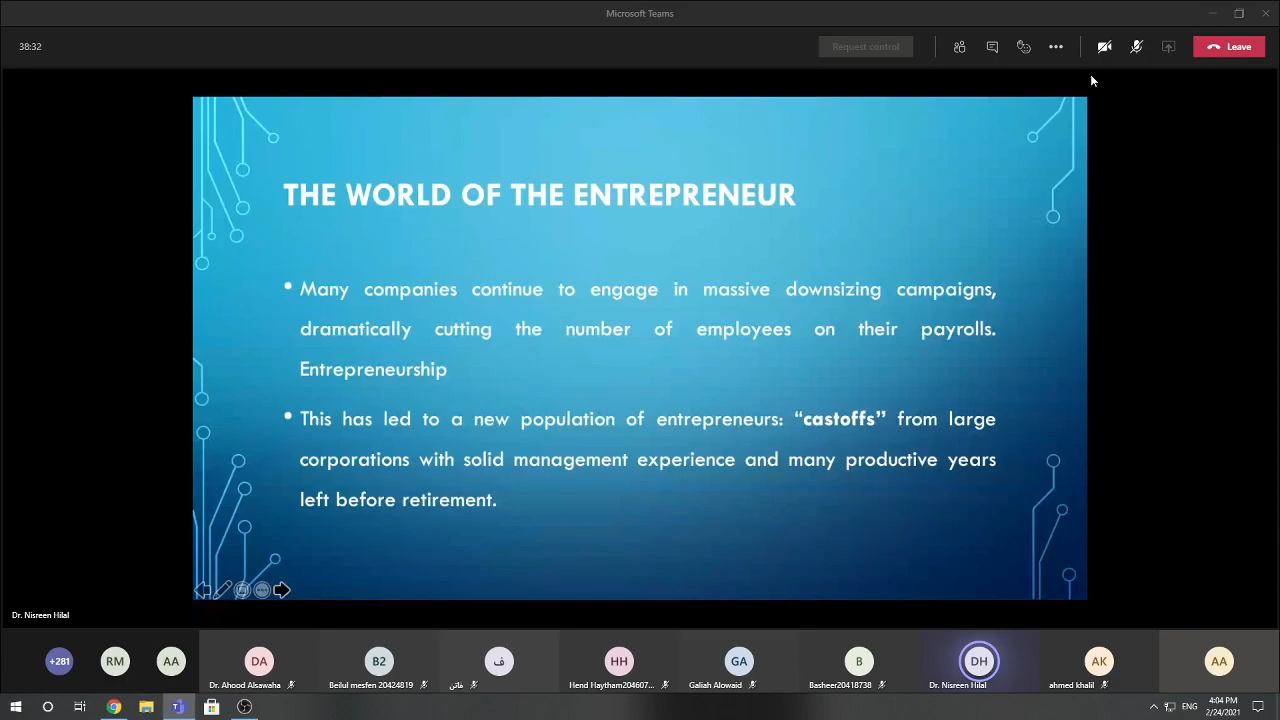 Microsoft Teams
38:32
Request control
Leave
THE WORLD OF THE ENTREPRENEUR
• Many companies continue to engage in massive downsizing campaigns,
dramatically cutting the number of employees on their payrolls.
Entrepreneurship
• This has led to a new population of entrepreneurs: “castoffs” from large
corporations with solid management experience and many productive years
left before retirement.
Dr. Nisreen Hilal
+281
RM
AA
DA
B2
ف
HH
GA
B
DH
AK
AA
Dr. Ahood Alsawaha
Beilul mesfen 20424819
فاتن
Hend Haytham204607...
Galiah Alowaid
Basheer20418738
Dr. Nisreen Hilal
ahmed khalil
ENG
4:04 PM
2/24/2021